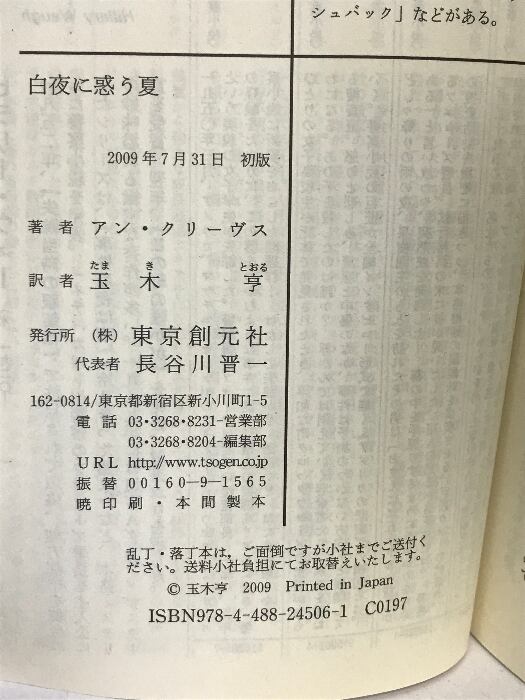 シュバック」などがある。
白夜に惑う夏
2009年7月31日 初版
著者 アン・クリーヴス
たま き とおる
訳者 玉木 亨
発行所 (株) 東京創元社
代表者 長谷川晋一
162-0814/東京都新宿区新小川町1-5
電話 03・3268・8231-営業部
03・3268・8204-編集部
URL http://www.tsogen.co.jp
振替 00160-9-1565
暁印刷・本間製本
乱丁・落丁本は，ご面倒ですが小社までご送付く
ださい。送料小社負担にてお取替えいたします。
© 玉木亨 2009 Printed in Japan
ISBN978-4-488-24506-1 C0197